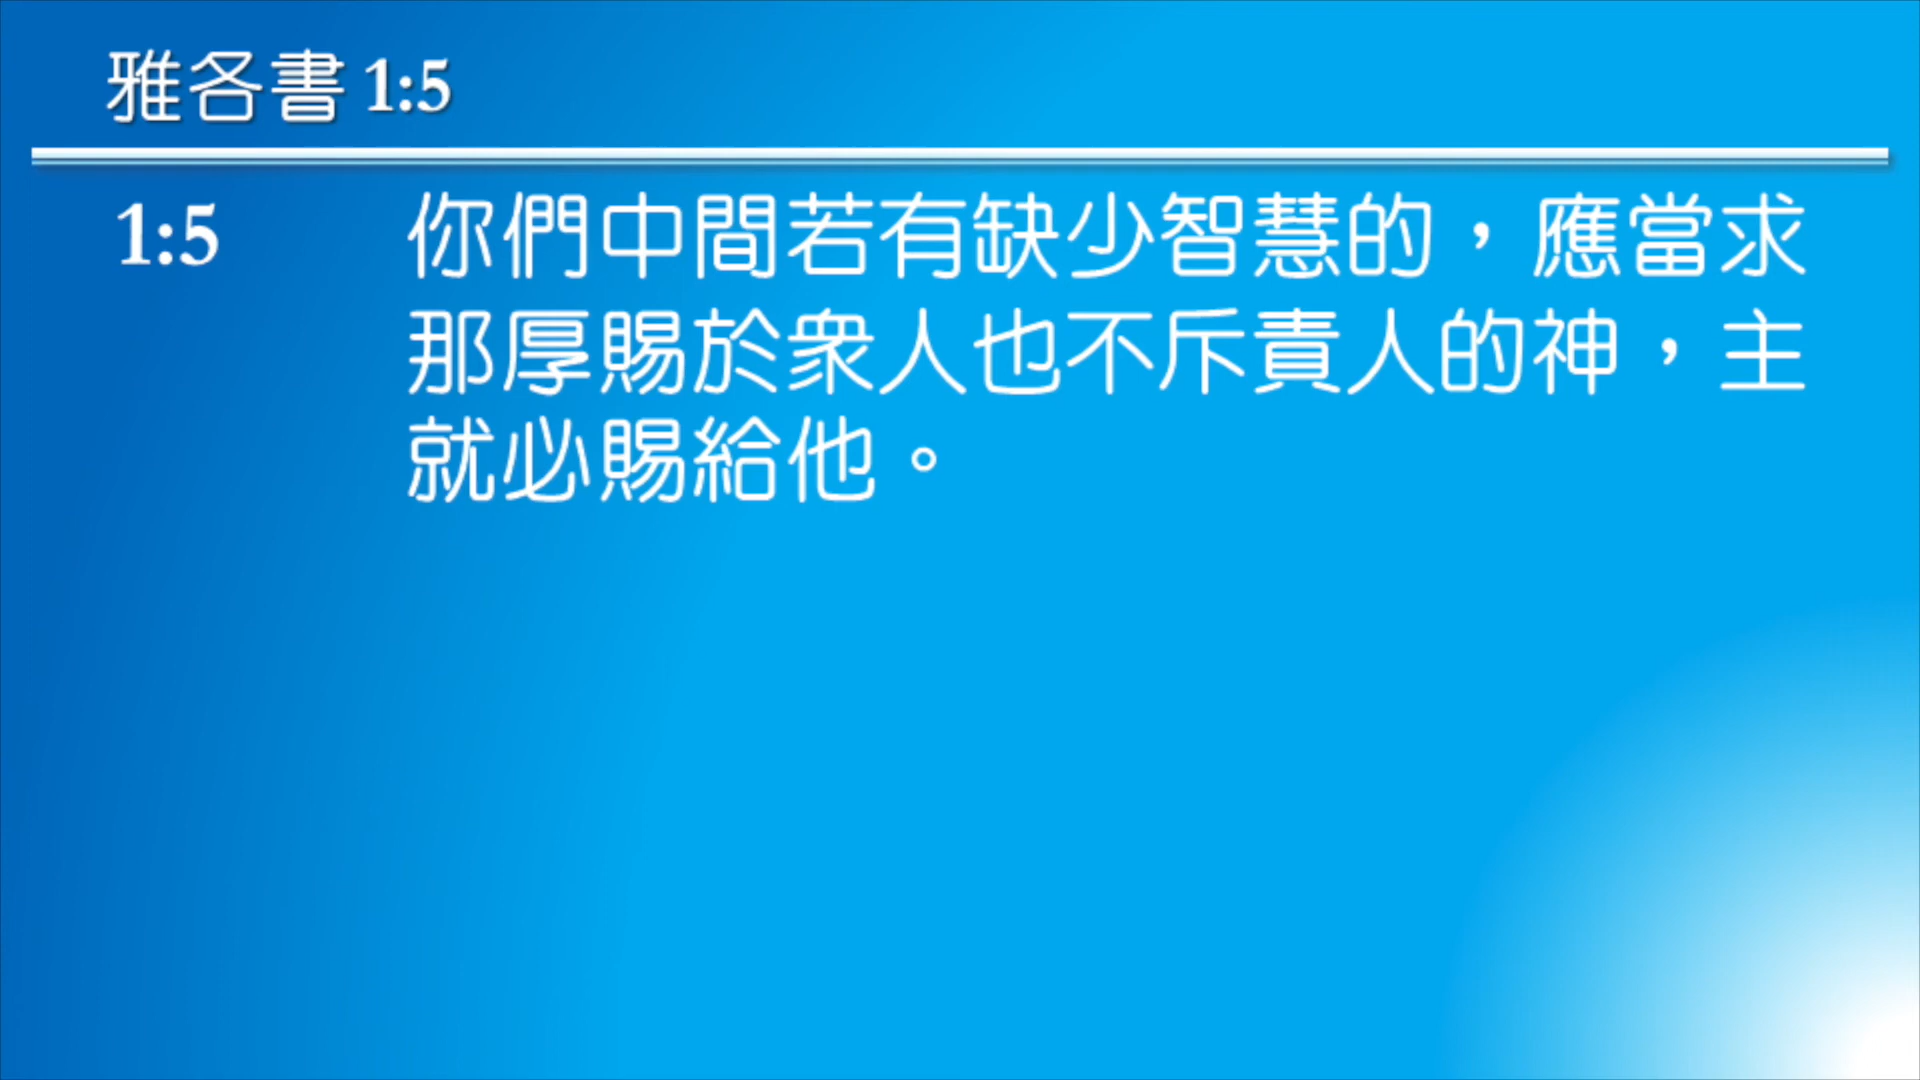 雅各書 1:5
1:5 你們中間若有缺少智慧的，應當求
那厚賜於衆人也不斥責人的神，主
就必賜給他。